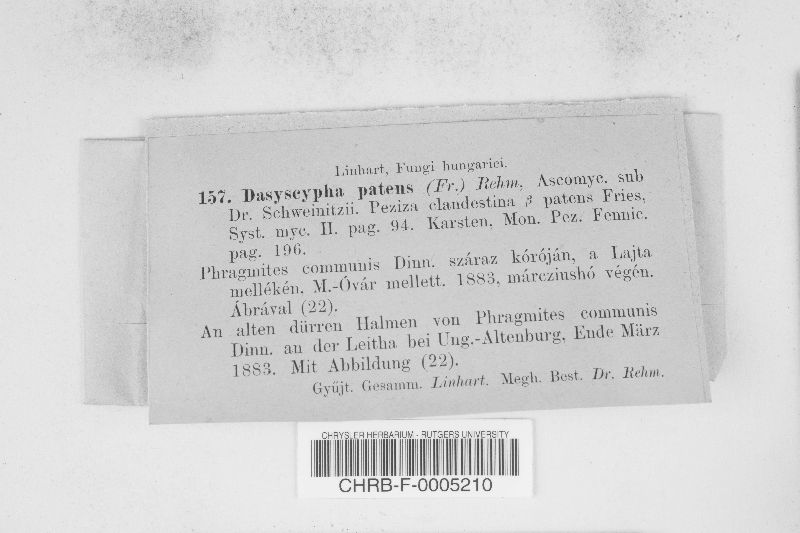 Linhart, Fungi hungarici.
157. Dasyscypha patens (Fr.) Rehm, Ascomyc. sub
Dr. Schweinitzii. Peziza clandestina β patens Fries,
Syst. myc. II. pag. 94. Karsten, Mon. Pez. Fennic.
pag. 196.
Phragmites communis Dinn. száraz kóróján, a Lajta
mellékén, M.-Óvár mellett. 1883, márcziushó végén.
Ábrával (22).
An alten dürren Halmen von Phragmites communis
Dinn. an der Leitha bei Ung.-Altenburg, Ende März
1883. Mit Abbildung (22).
Gyűjt. Gesamm. Linhart. Megh. Best. Dr. Rehm.
CHRYSLER HERBARIUM - RUTGERS UNIVERSITY
CHRB-F-0005210